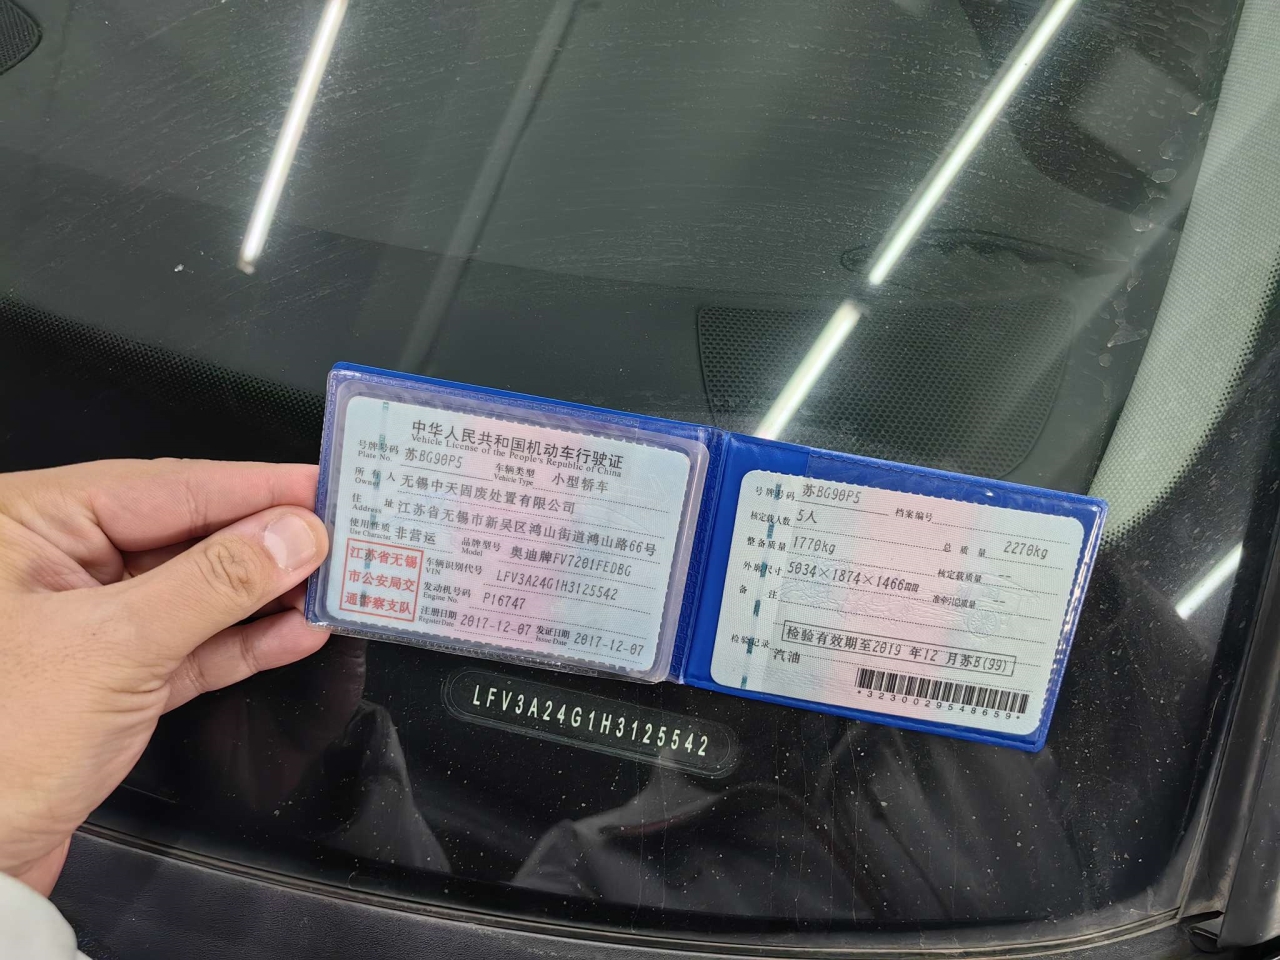 中华人民共和国机动车行驶证
Vehicle License of the People's Republic of China
号牌号码 苏BG90P5 车辆类型 小型轿车
Plate No. Vehicle Type
所有人 无锡中天固废处置有限公司
Owner
住址 江苏省无锡市新吴区鸿山街道鸿山路66号
Address
使用性质 非营运 品牌型号 奥迪牌FV7201FEDBG
Use Character Model
江苏省无锡
市公安局交
通警察支队
车辆识别代号 LFV3A24G1H3125542
VIN
发动机号码 P16747
Engine No.
注册日期 2017-12-07 发证日期 2017-12-07
Register Date Issue Date
号牌号码 苏BG90P5 档案编号
核定载人数 5人 总质量 2270kg
整备质量 1770kg 核定载质量 --
外廓尺寸 5034×1874×1466mm 准牵引总质量 --
备注
检验有效期至2019 年12 月苏B(99)
检验记录 汽油
*3230029548659*
LFV3A24G1H3125542